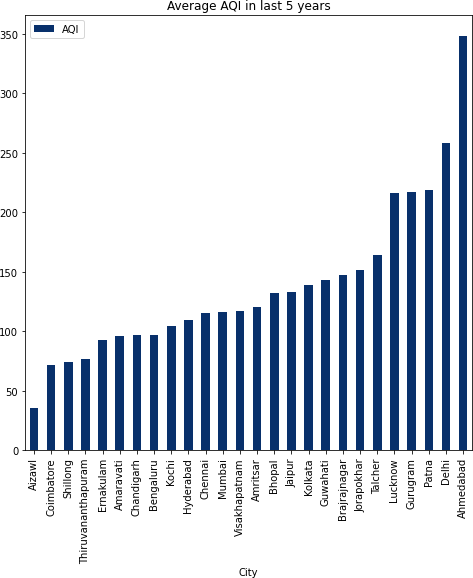 Average AQI in last 5 years
AQI
350
300
250
200
150
100
50
0
Aizawl
Coimbatore
Shillong
Thiruvananthapuram
Ernakulam
Amaravati
Chandigarh
Bengaluru
Kochi
Hyderabad
Chennai
Mumbai
Visakhapatnam
Amritsar
Bhopal
Jaipur
Kolkata
Guwahati
Brajrajnagar
Jorapokhar
Talcher
Lucknow
Gurugram
Patna
Delhi
Ahmedabad
City